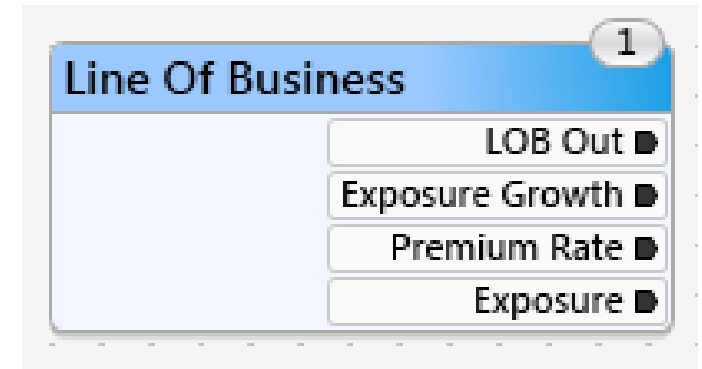 1
Line Of Business
LOB Out
Exposure Growth
Premium Rate
Exposure